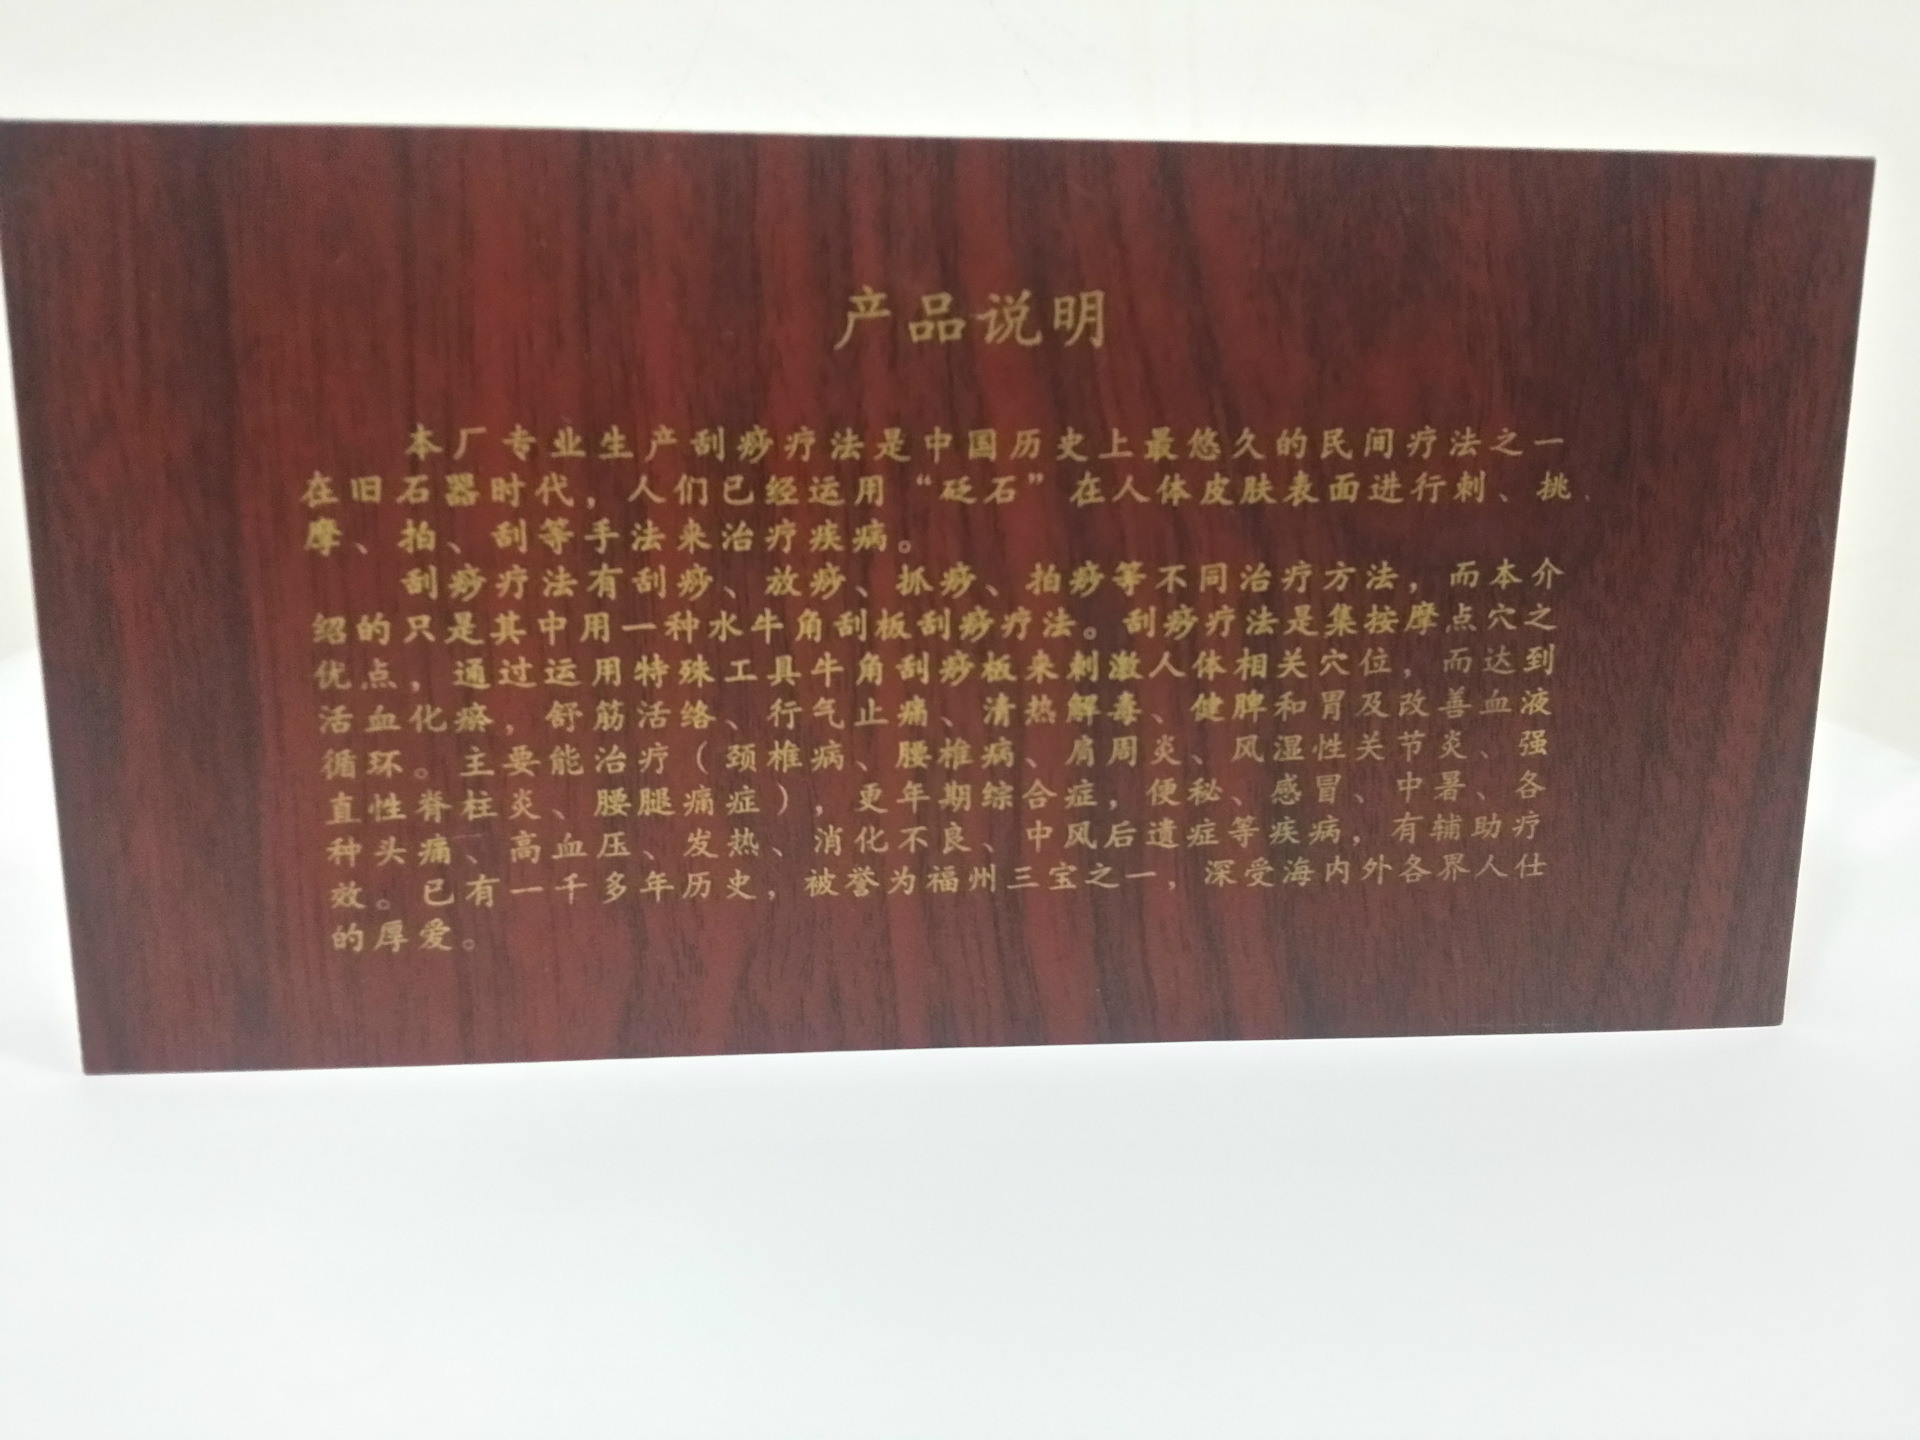 产品说明
本厂专业生产刮痧疗法是中国历史上最悠久的民间疗法之一
在旧石器时代，人们已经运用“砭石”在人体皮肤表面进行刺、挑、
摩、拍、刮等手法来治疗疾病。
刮痧疗法有刮痧、放痧、抓痧、拍痧等不同治疗方法，而本介
绍的只是其中用一种水牛角刮板刮痧疗法。刮痧疗法是集按摩点穴之
优点，通过运用特殊工具牛角刮痧板来刺激人体相关穴位，而达到
活血化瘀，舒筋活络、行气止痛、清热解毒、健脾和胃及改善血液
循环。主要能治疗（颈椎病、腰椎病、肩周炎、风湿性关节炎、强
直性脊柱炎、腰腿痛症），更年期综合症，便秘、感冒、中暑、各
种头痛、高血压、发热、消化不良、中风后遗症等疾病，有辅助疗
效。已有一千多年历史，被誉为福州三宝之一，深受海内外各界人仕
的厚爱。